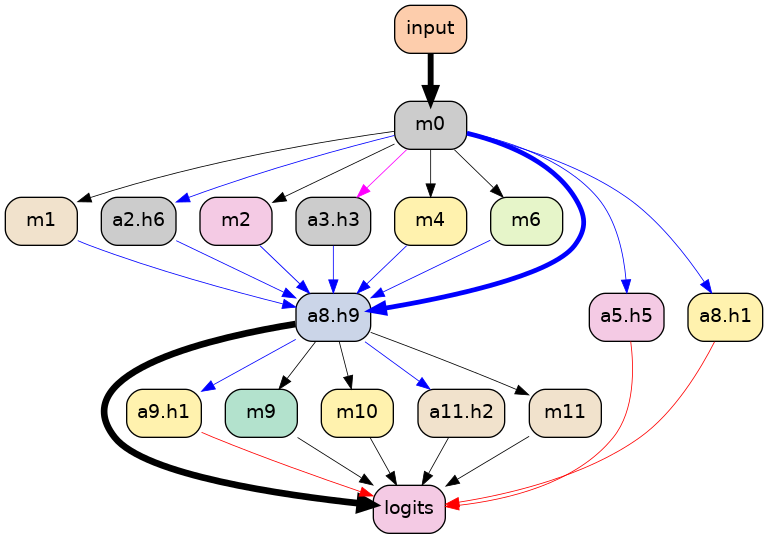 input
m0
m1 a2.h6 m2 a3.h3 m4 m6
a8.h9 a5.h5 a8.h1
a9.h1 m9 m10 a11.h2 m11
logits